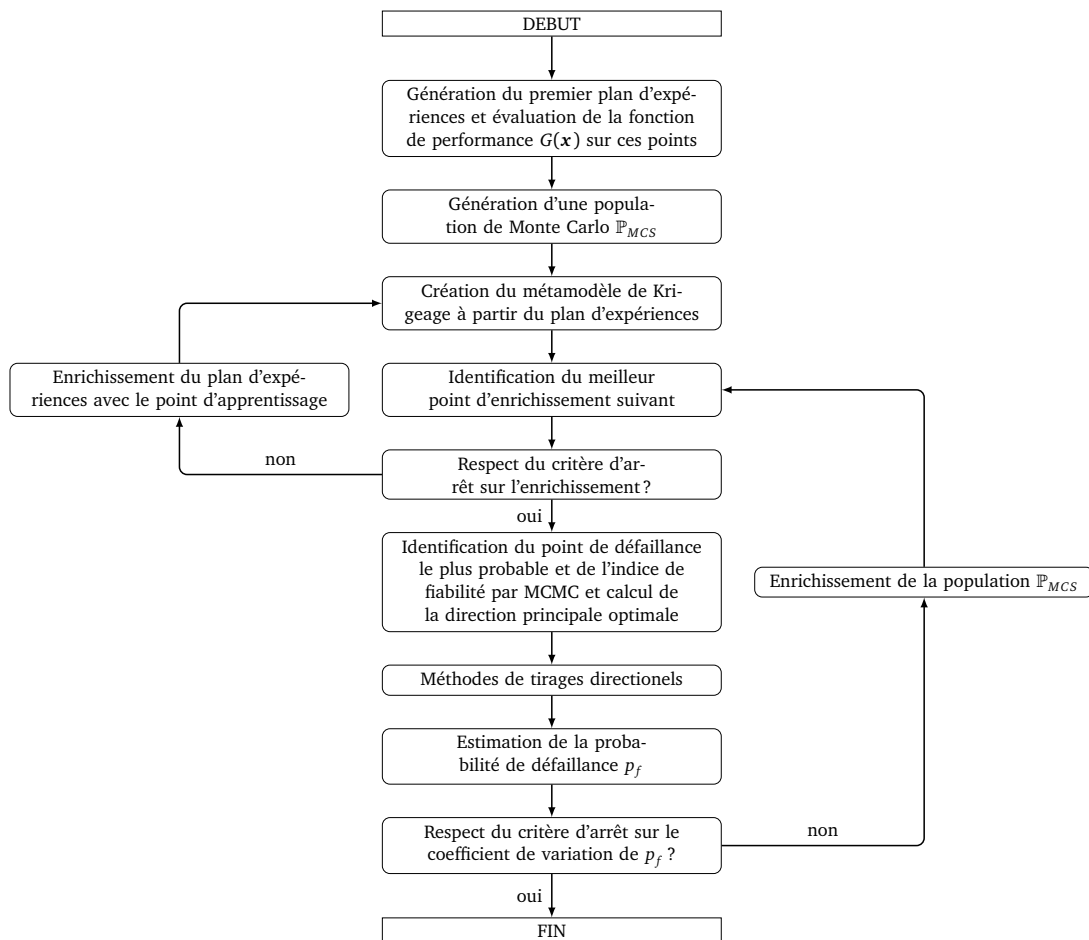 DEBUT
Génération du premier plan d'expé-
riences et évaluation de la fonction
de performance G(x) sur ces points
Génération d'une popula-
tion de Monte Carlo ℙ_MCS
Création du métamodèle de Kri-
geage à partir du plan d'expériences
Enrichissement du plan d'expé-
riences avec le point d'apprentissage
Identification du meilleur
point d'enrichissement suivant
non
Respect du critère d'ar-
rêt sur l'enrichissement ?
oui
Identification du point de défaillance
le plus probable et de l'indice de
fiabilité par MCMC et calcul de
la direction principale optimale
Enrichissement de la population ℙ_MCS
Méthodes de tirages directionels
Estimation de la proba-
bilité de défaillance p_f
Respect du critère d'arrêt sur le
coefficient de variation de p_f ?
non
oui
FIN